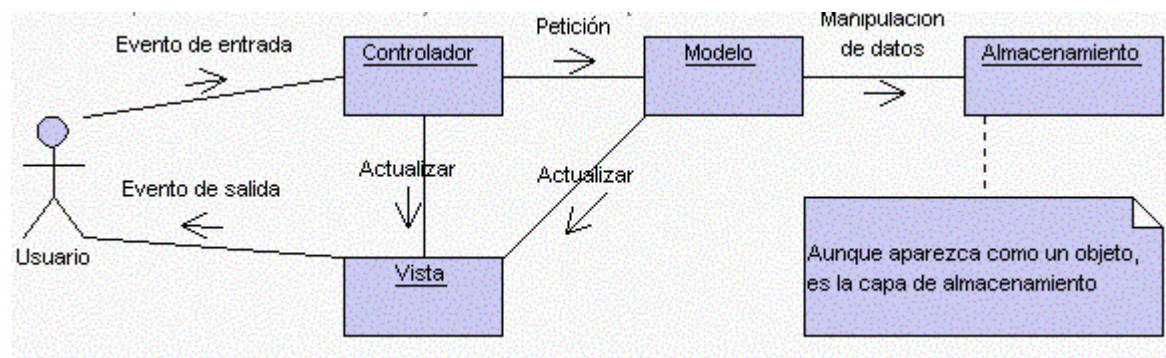 Evento de entrada
Controlador
Petición
Modelo
Manipulación
de datos
Almacenamiento
Actualizar
Actualizar
Evento de salida
Usuario
Vista
Aunque aparezca como un objeto,
es la capa de almacenamiento